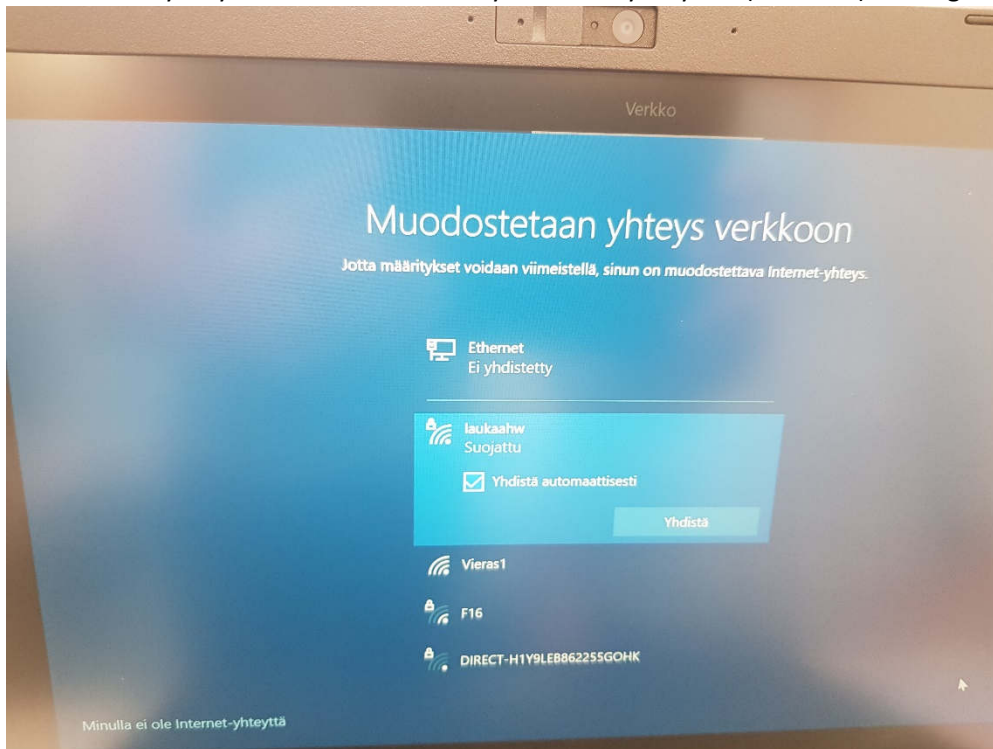 Verkko
Muodostetaan yhteys verkkoon
Jotta määritykset voidaan viimeistellä, sinun on muodostettava Internet-yhteys.
Ethernet
Ei yhdistetty
laukaahw
Suojattu
Yhdistä automaattisesti
Yhdistä
Vieras1
F16
DIRECT-H1Y9LEB862255GOHK
Minulla ei ole Internet-yhteyttä